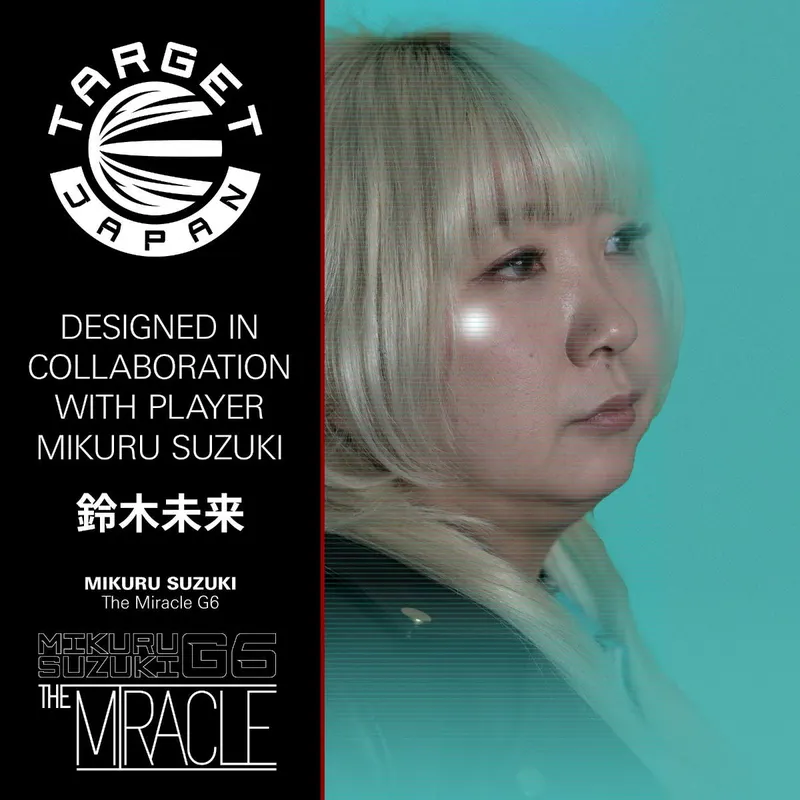 TARGET
JAPAN
DESIGNED IN
COLLABORATION
WITH PLAYER
MIKURU SUZUKI
鈴木未来
MIKURU SUZUKI
The Miracle G6
MIKURU
SUZUKI G6
THE MIRACLE